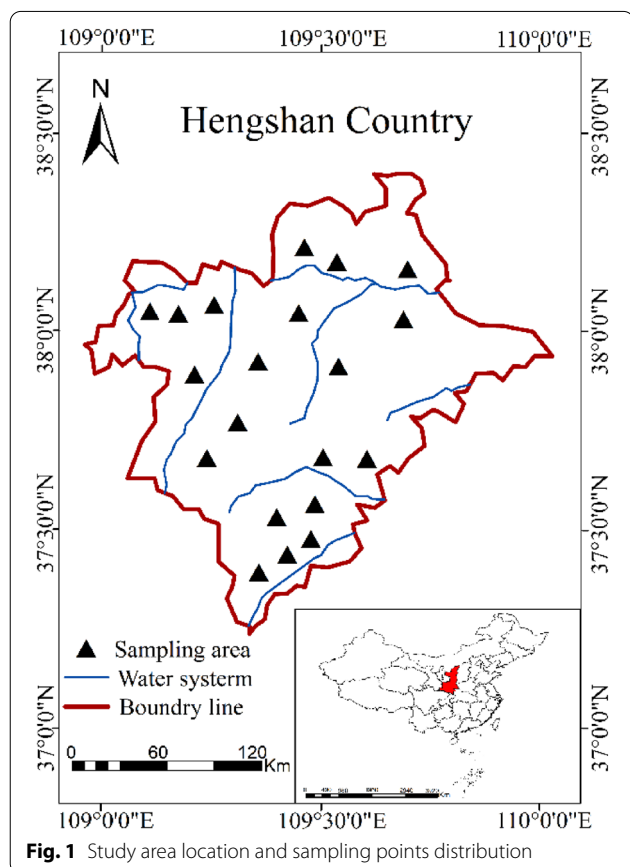 109°0'0"E 109°30'0"E 110°0'0"E
N
Hengshan Country
38°30'0"N 38°30'0"N
38°0'0"N 38°0'0"N
37°30'0"N 37°30'0"N
37°0'0"N 37°0'0"N
Sampling area
Water systerm
Boundry line
0 60 120
Km
Km
109°0'0"E 109°30'0"E 110°0'0"E
Fig. 1 Study area location and sampling points distribution